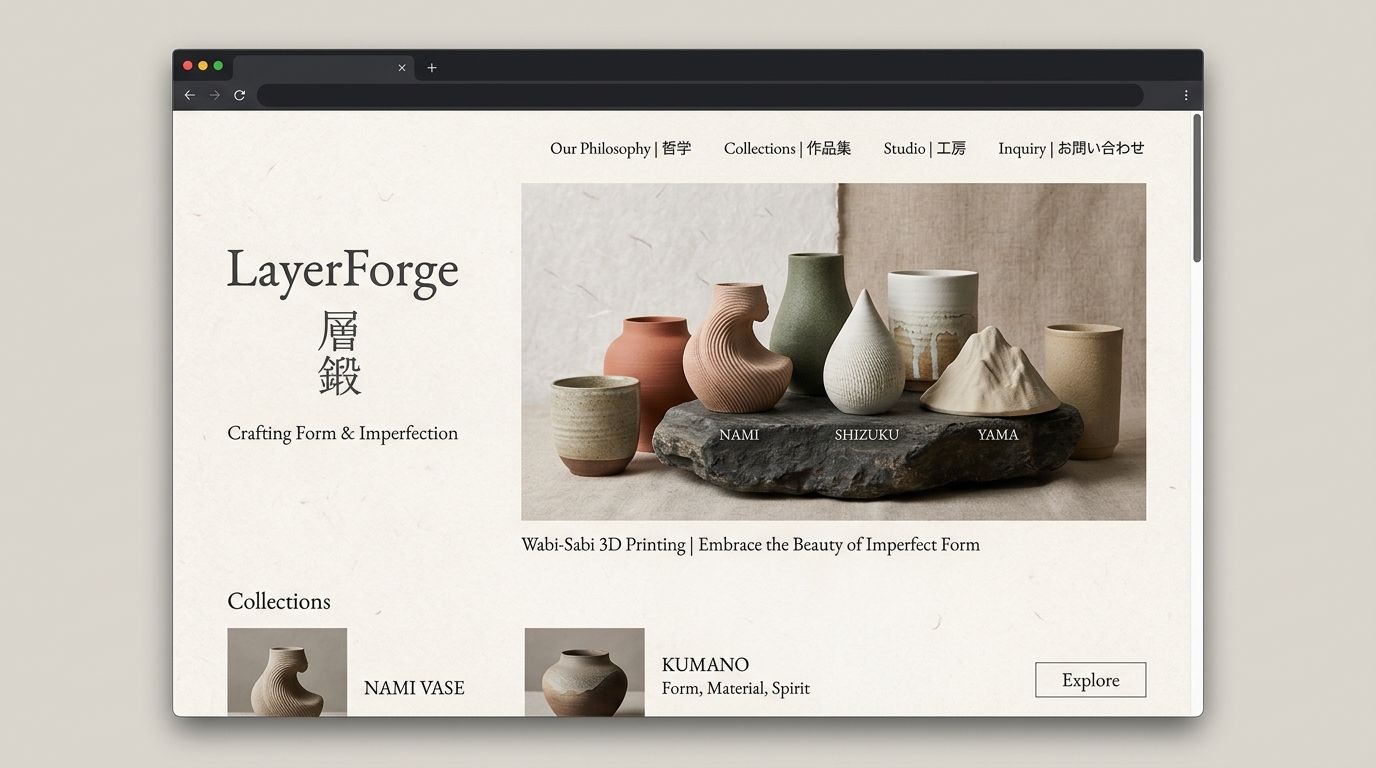 Our Philosophy | 哲学
Collections | 作品集
Studio | 工房
Inquiry | お問い合わせ
LayerForge
層
鍛
Crafting Form & Imperfection
NAMI
SHIZUKU
YAMA
Wabi-Sabi 3D Printing | Embrace the Beauty of Imperfect Form
Collections
NAMI VASE
KUMANO
Form, Material, Spirit
Explore